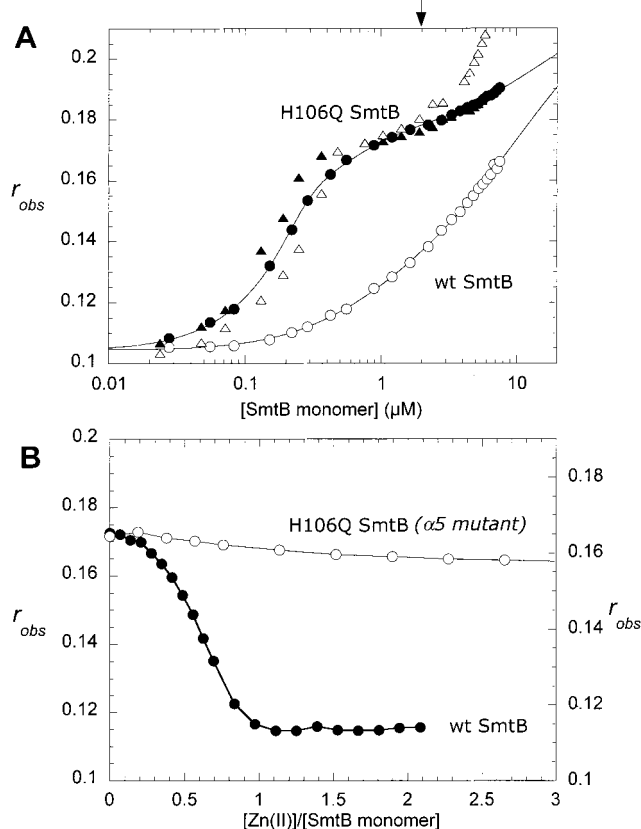 A
0.2
0.18
H106Q SmtB
0.16
r obs
0.14
wt SmtB
0.12
0.1
0.01 0.1 1 10
[SmtB monomer] (µM)
B
0.2
0.18 0.18
H106Q SmtB (α5 mutant)
0.16 0.16
r obs r obs
0.14 0.14
0.12 0.12
wt SmtB
0.1 0.1
0 0.5 1 1.5 2 2.5 3
[Zn(II)]/[SmtB monomer]